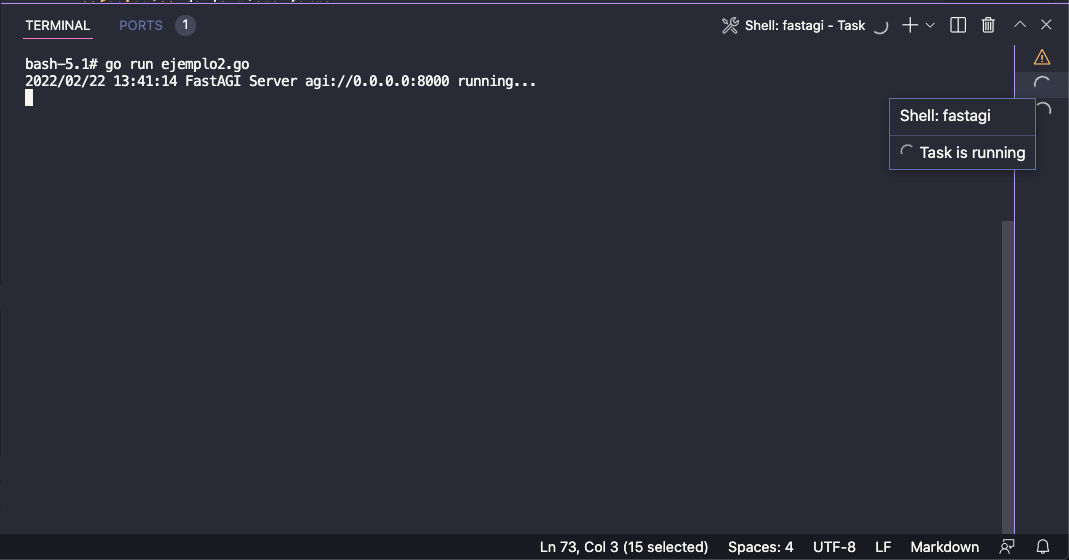 TERMINAL PORTS 1 Shell: fastagi - Task
bash-5.1# go run ejemplo2.go
2022/02/22 13:41:14 FastAGI Server agi://0.0.0.0:8000 running...
Shell: fastagi
Task is running
Ln 73, Col 3 (15 selected) Spaces: 4 UTF-8 LF Markdown